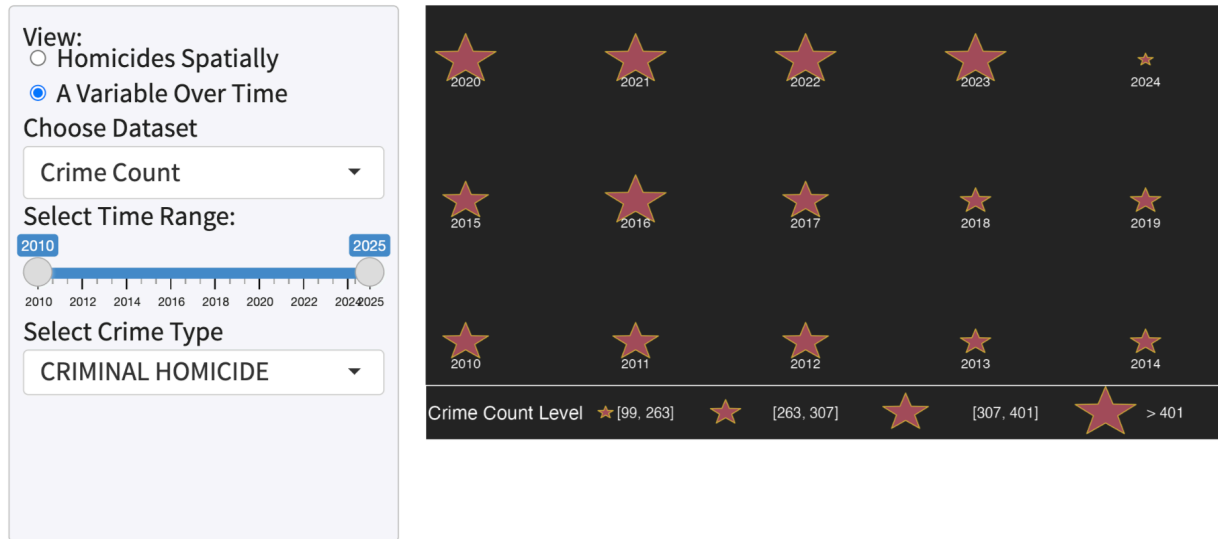 View:
Homicides Spatially
A Variable Over Time
Choose Dataset
Crime Count
Select Time Range:
2010 2025
2010 2012 2014 2016 2018 2020 2022 2024 2025
Select Crime Type
CRIMINAL HOMICIDE
2020 2021 2022 2023 2024
2015 2016 2017 2018 2019
2010 2011 2012 2013 2014
Crime Count Level [99, 263] [263, 307] [307, 401] > 401